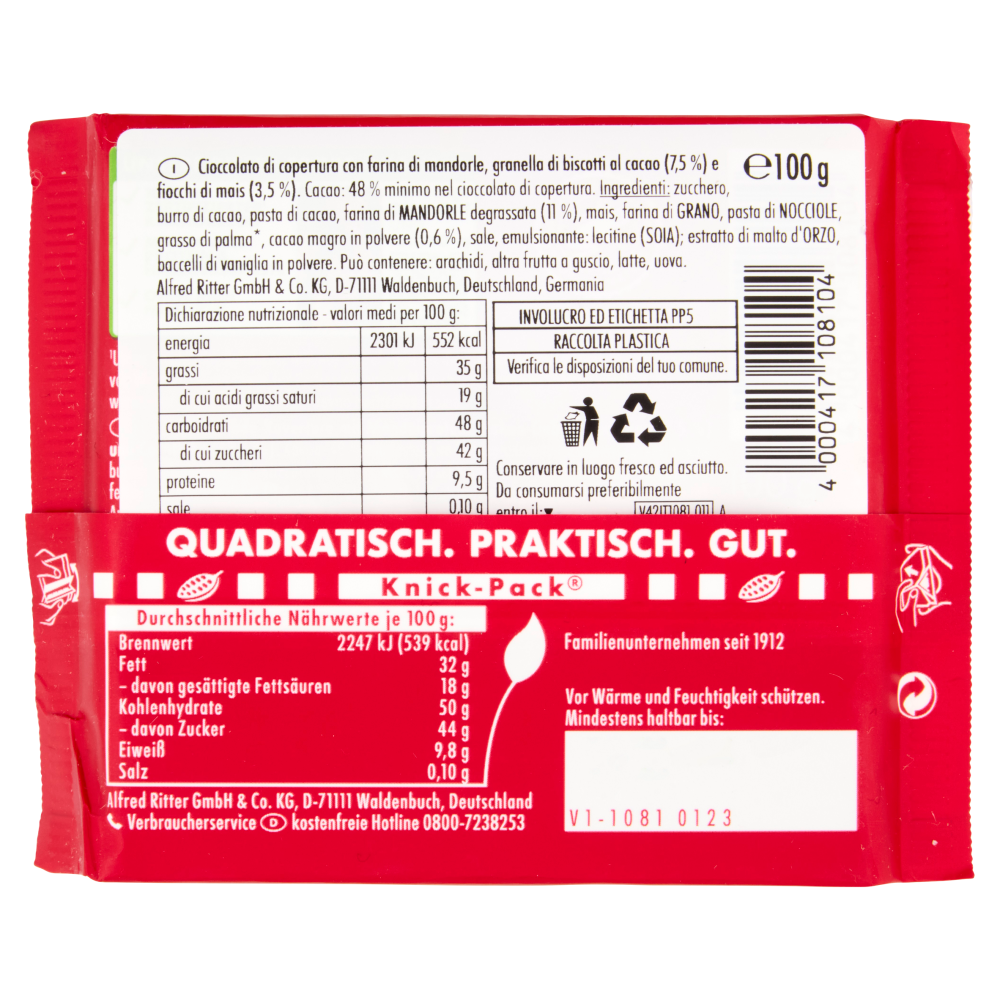 I Cioccolato di copertura con farina di mandorle, granella di biscotti al cacao (7,5 %) e
fiocchi di mais (3,5 %). Cacao: 48 % minimo nel cioccolato di copertura. Ingredienti: zucchero,
burro di cacao, pasta di cacao, farina di MANDORLE degrassata (11 %), mais, farina di GRANO, pasta di NOCCIOLE,
grasso di palma*, cacao magro in polvere (0,6 %), sale, emulsionante: lecitine (SOIA); estratto di malto d'ORZO,
baccelli di vaniglia in polvere. Può contenere: arachidi, altra frutta a guscio, latte, uova.
Alfred Ritter GmbH & Co. KG, D-71111 Waldenbuch, Deutschland, Germania
℮100 g
Dichiarazione nutrizionale - valori medi per 100 g:
energia 2301 kJ 552 kcal
grassi 35 g
di cui acidi grassi saturi 19 g
carboidrati 48 g
di cui zuccheri 42 g
proteine 9,5 g
sale 0,10 g
INVOLUCRO ED ETICHETTA PP5
RACCOLTA PLASTICA
Verifica le disposizioni del tuo comune.
Conservare in luogo fresco ed asciutto.
Da consumarsi preferibilmente
entro il:▼ V42IT1081 011 A
4 000417 108104
QUADRATISCH. PRAKTISCH. GUT.
Knick-Pack®
Durchschnittliche Nährwerte je 100 g:
Brennwert 2247 kJ (539 kcal)
Fett 32 g
– davon gesättigte Fettsäuren 18 g
Kohlenhydrate 50 g
– davon Zucker 44 g
Eiweiß 9,8 g
Salz 0,10 g
Alfred Ritter GmbH & Co. KG, D-71111 Waldenbuch, Deutschland
Verbraucherservice D kostenfreie Hotline 0800-7238253
Familienunternehmen seit 1912
Vor Wärme und Feuchtigkeit schützen.
Mindestens haltbar bis:
V1-1081 0123